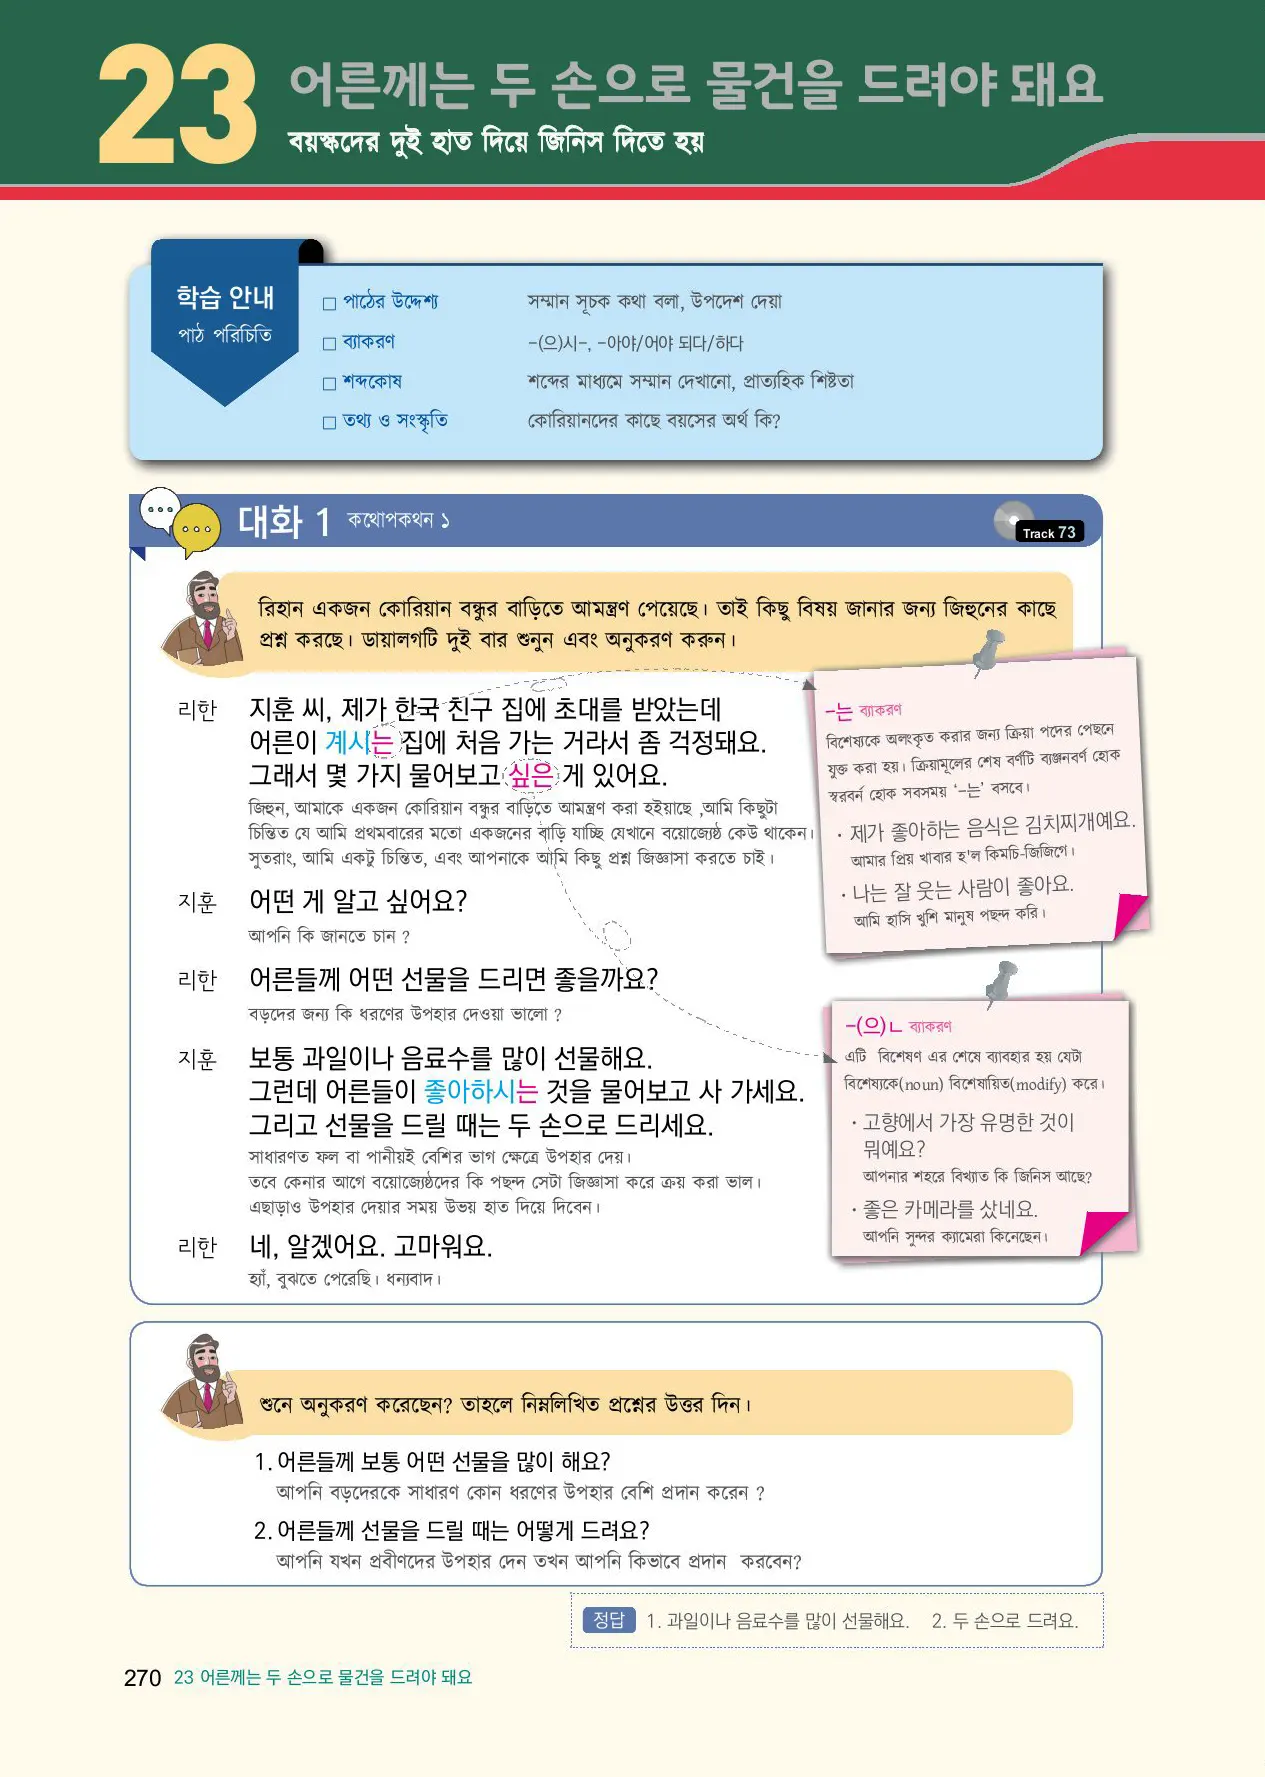 23
어른께는 두 손으로 물건을 드려야 돼요
বয়স্কদের দুই হাত দিয়ে জিনিস দিতে হয়
학습 안내
পাঠ পরিচিতি
□ পাঠের উদ্দেশ্য সম্মান সূচক কথা বলা, উপদেশ দেয়া
□ ব্যাকরণ -(으)시-, -아야/어야 되다/하다
□ শব্দকোষ শব্দের মাধ্যমে সম্মান দেখানো, প্রাত্যহিক শিষ্টতা
□ তথ্য ও সংস্কৃতি কোরিয়ানদের কাছে বয়সের অর্থ কি?
대화 1 কথোপকথন ১
Track 73
রিহান একজন কোরিয়ান বন্ধুর বাড়িতে আমন্ত্রণ পেয়েছে। তাই কিছু বিষয় জানার জন্য জিহুনের কাছে
প্রশ্ন করছে। ডায়ালগটি দুই বার শুনুন এবং অনুকরণ করুন।
리한 지훈 씨, 제가 한국 친구 집에 초대를 받았는데
어른이 계시는 집에 처음 가는 거라서 좀 걱정돼요.
그래서 몇 가지 물어보고 싶은 게 있어요.
জিহুন, আমাকে একজন কোরিয়ান বন্ধুর বাড়িতে আমন্ত্রণ করা হইয়াছে ,আমি কিছুটা
চিন্তিত যে আমি প্রথমবারের মতো একজনের বাড়ি যাচ্ছি যেখানে বয়োজ্যেষ্ঠ কেউ থাকেন।
সুতরাং, আমি একটু চিন্তিত, এবং আপনাকে আমি কিছু প্রশ্ন জিজ্ঞাসা করতে চাই।
지훈 어떤 게 알고 싶어요?
আপনি কি জানতে চান ?
리한 어른들께 어떤 선물을 드리면 좋을까요?
বড়দের জন্য কি ধরণের উপহার দেওয়া ভালো ?
지훈 보통 과일이나 음료수를 많이 선물해요.
그런데 어른들이 좋아하시는 것을 물어보고 사 가세요.
그리고 선물을 드릴 때는 두 손으로 드리세요.
সাধারণত ফল বা পানীয়ই বেশির ভাগ ক্ষেত্রে উপহার দেয়।
তবে কেনার আগে বয়োজ্যেষ্ঠদের কি পছন্দ সেটা জিজ্ঞাসা করে ক্রয় করা ভাল।
এছাড়াও উপহার দেয়ার সময় উভয় হাত দিয়ে দিবেন।
리한 네, 알겠어요. 고마워요.
হ্যাঁ, বুঝতে পেরেছি। ধন্যবাদ।
-는 ব্যাকরণ
বিশেষ্যকে অলংকৃত করার জন্য ক্রিয়া পদের পেছনে
যুক্ত করা হয়। ক্রিয়ামূলের শেষ বর্ণটি ব্যঞ্জনবর্ণ হোক
স্বরবর্ন হোক সবসময় '-는' বসবে।
· 제가 좋아하는 음식은 김치찌개예요.
আমার প্রিয় খাবার হ'ল কিমচি-জিজিগে।
· 나는 잘 웃는 사람이 좋아요.
আমি হাসি খুশি মানুষ পছন্দ করি।
-(으)ㄴ ব্যাকরণ
এটি বিশেষণ এর শেষে ব্যাবহার হয় যেটা
বিশেষ্যকে(noun) বিশেষায়িত(modify) করে।
· 고향에서 가장 유명한 것이
뭐예요?
আপনার শহরে বিখ্যাত কি জিনিস আছে?
· 좋은 카메라를 샀네요.
আপনি সুন্দর ক্যামেরা কিনেছেন।
শুনে অনুকরণ করেছেন? তাহলে নিম্নলিখিত প্রশ্নের উত্তর দিন।
1. 어른들께 보통 어떤 선물을 많이 해요?
আপনি বড়দেরকে সাধারণ কোন ধরণের উপহার বেশি প্রদান করেন ?
2. 어른들께 선물을 드릴 때는 어떻게 드려요?
আপনি যখন প্রবীণদের উপহার দেন তখন আপনি কিভাবে প্রদান করবেন?
정답 1. 과일이나 음료수를 많이 선물해요. 2. 두 손으로 드려요.
270 23 어른께는 두 손으로 물건을 드려야 돼요